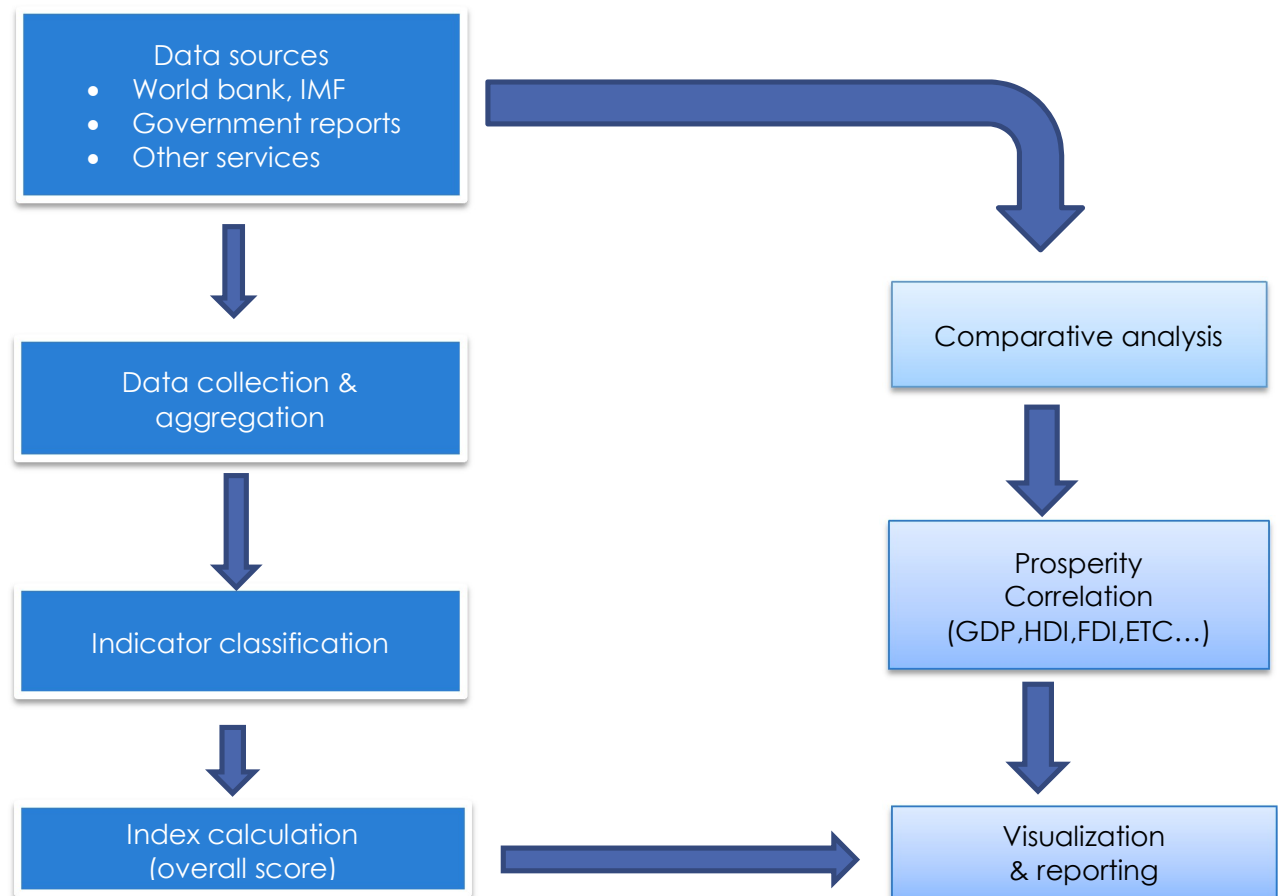 Data sources
• World bank, IMF
• Government reports
• Other services
Data collection &
aggregation
Indicator classification
Index calculation
(overall score)
Comparative analysis
Prosperity
Correlation
(GDP,HDI,FDI,ETC...)
Visualization
& reporting